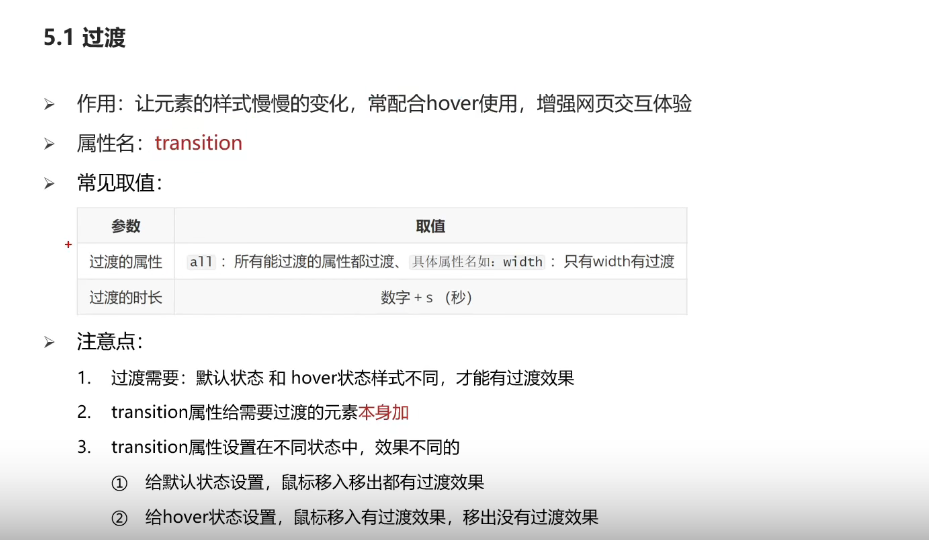 5.1 过渡
作用：让元素的样式慢慢的变化，常配合hover使用，增强网页交互体验
属性名：transition
常见取值：
参数 取值
过渡的属性 all ：所有能过渡的属性都过渡、具体属性名如：width ：只有width有过渡
过渡的时长 数字 + s （秒）
注意点：
1. 过渡需要：默认状态 和 hover状态样式不同，才能有过渡效果
2. transition属性给需要过渡的元素本身加
3. transition属性设置在不同状态中，效果不同的
① 给默认状态设置，鼠标移入移出都有过渡效果
② 给hover状态设置，鼠标移入有过渡效果，移出没有过渡效果